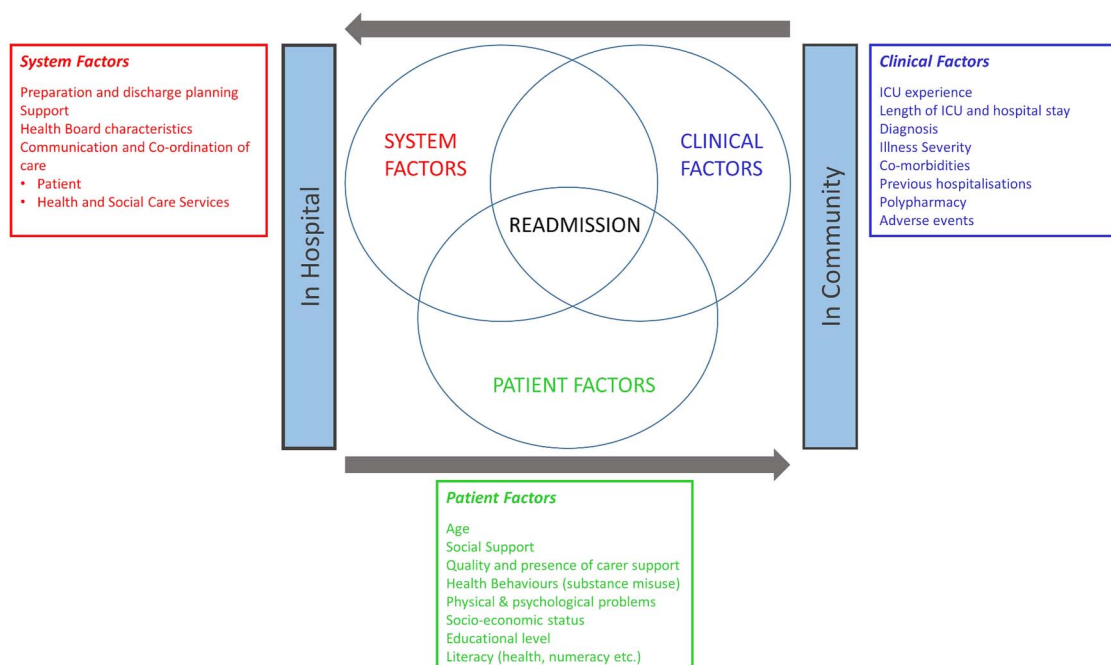 System Factors
Preparation and discharge planning
Support
Health Board characteristics
Communication and Co-ordination of
care
• Patient
• Health and Social Care Services
In Hospital
SYSTEM
FACTORS
CLINICAL
FACTORS
READMISSION
PATIENT FACTORS
In Community
Clinical Factors
ICU experience
Length of ICU and hospital stay
Diagnosis
Illness Severity
Co-morbidities
Previous hospitalisations
Polypharmacy
Adverse events
Patient Factors
Age
Social Support
Quality and presence of carer support
Health Behaviours (substance misuse)
Physical & psychological problems
Socio-economic status
Educational level
Literacy (health, numeracy etc.)